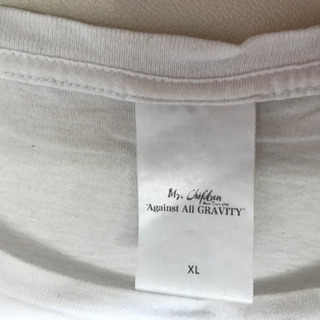 Mr. Children
"Against All GRAVITY"
XL